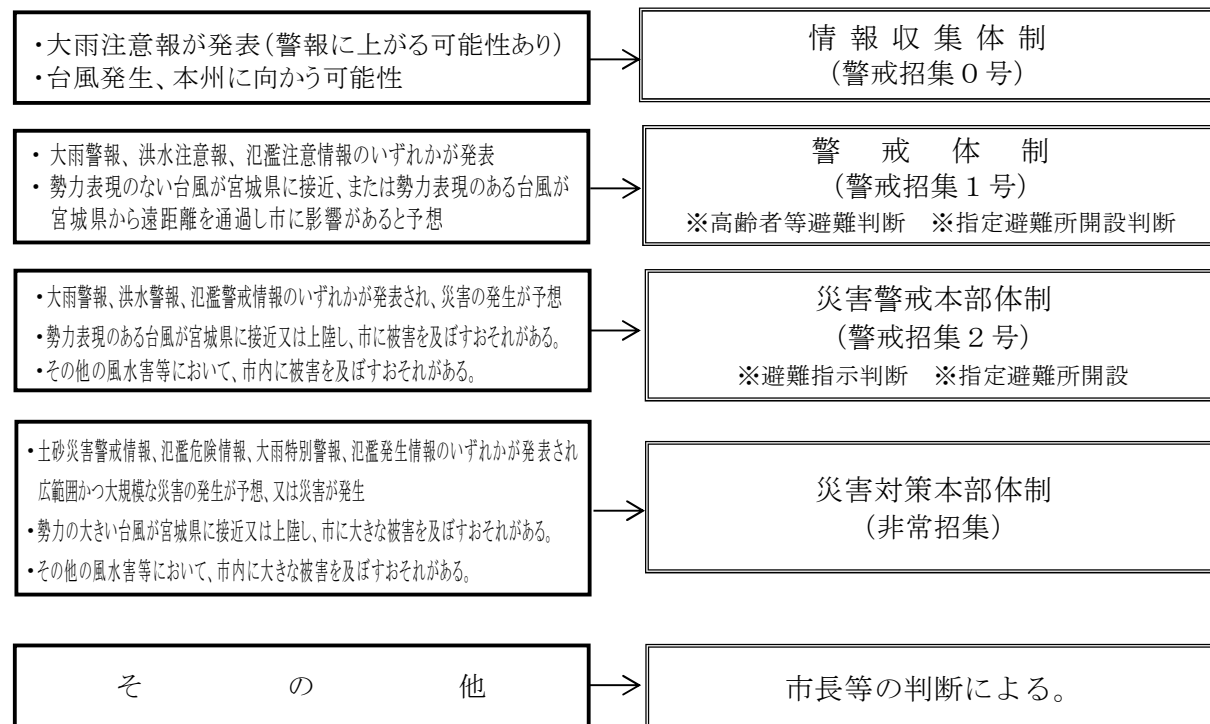 ・大雨注意報が発表(警報に上がる可能性あり)
・台風発生、本州に向かう可能性
情報収集体制
(警戒招集0号)
・大雨警報、洪水注意報、氾濫注意情報のいずれかが発表
・勢力表現のない台風が宮城県に接近、または勢力表現のある台風が
宮城県から遠距離を通過し市に影響があると予想
警戒体制
(警戒招集1号)
※高齢者等避難判断 ※指定避難所開設判断
・大雨警報、洪水警報、氾濫警戒情報のいずれかが発表され、災害の発生が予想
・勢力表現のある台風が宮城県に接近又は上陸し、市に被害を及ぼすおそれがある。
・その他の風水害等において、市内に被害を及ぼすおそれがある。
災害警戒本部体制
(警戒招集2号)
※避難指示判断 ※指定避難所開設
・土砂災害警戒情報、氾濫危険情報、大雨特別警報、氾濫発生情報のいずれかが発表され
広範囲かつ大規模な災害の発生が予想、又は災害が発生
・勢力の大きい台風が宮城県に接近又は上陸し、市に大きな被害を及ぼすおそれがある。
・その他の風水害等において、市内に大きな被害を及ぼすおそれがある。
災害対策本部体制
(非常招集)
その他
市長等の判断による。